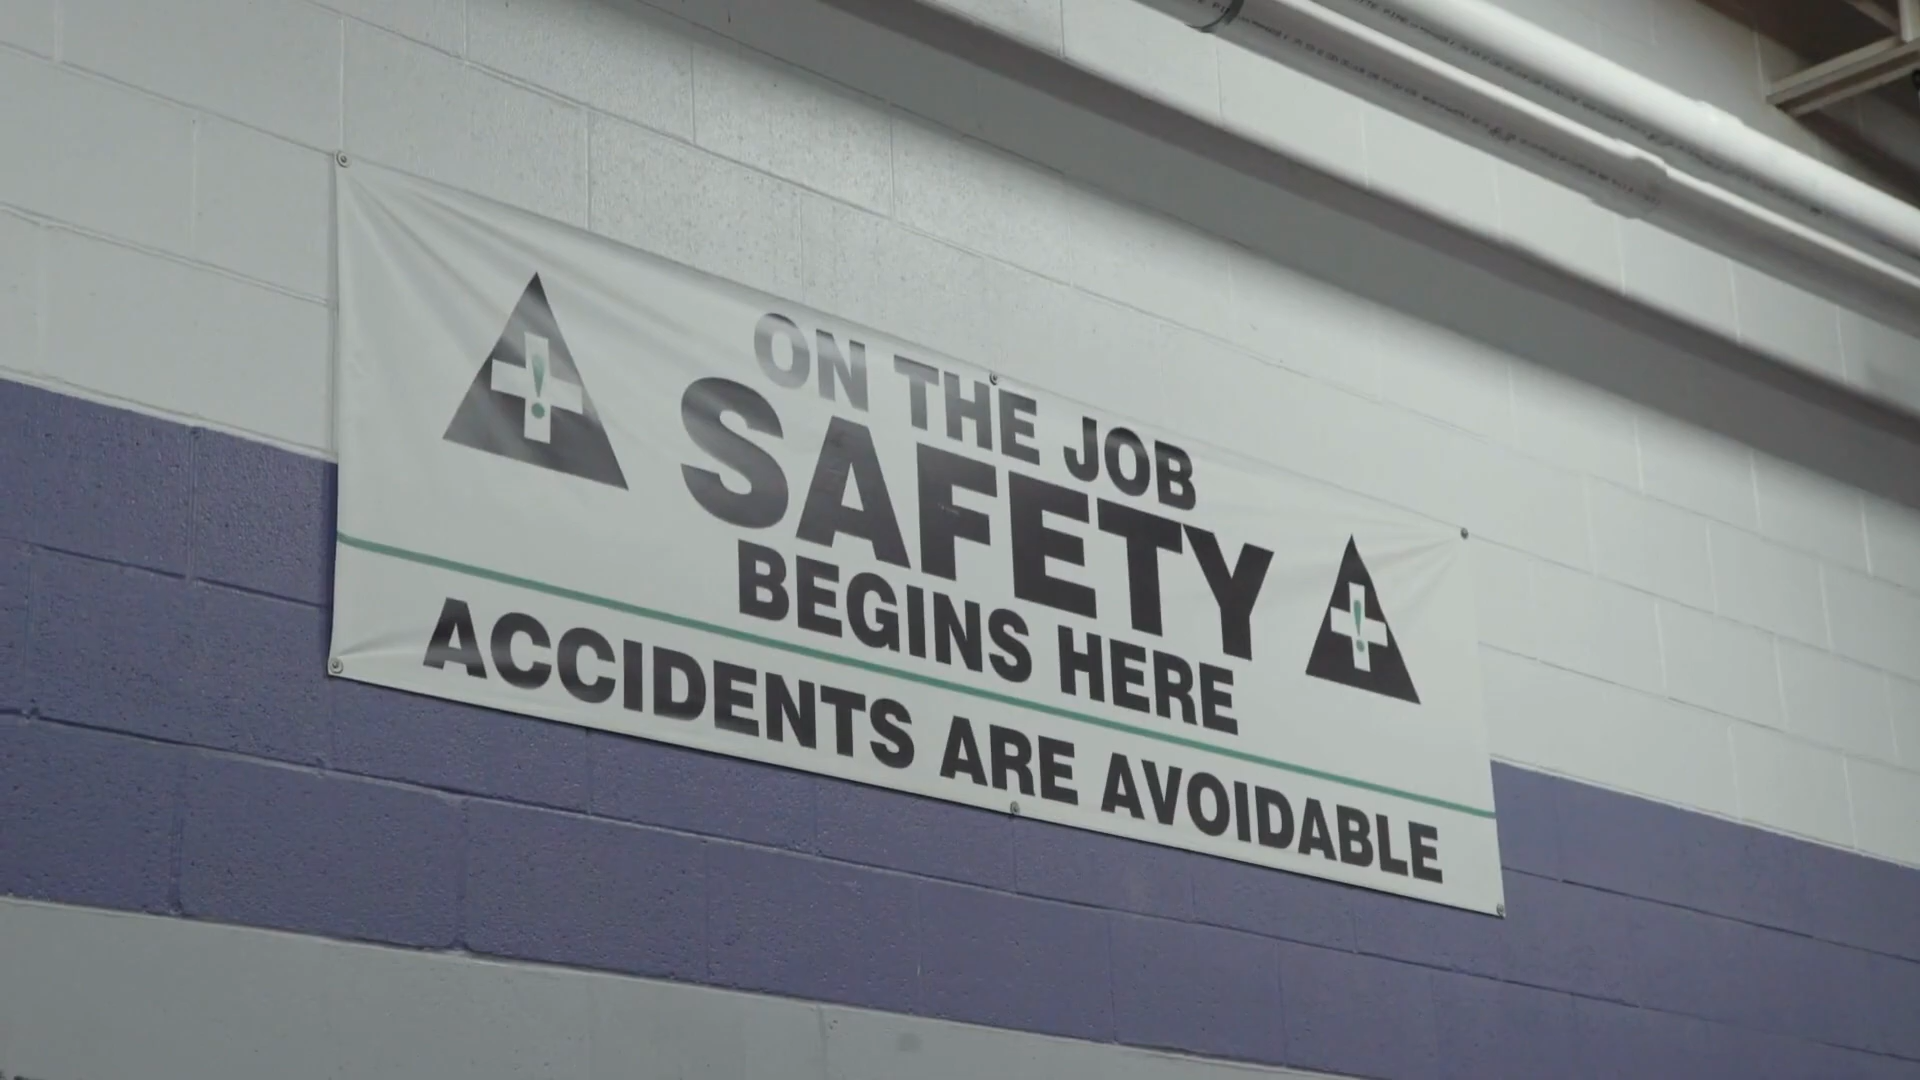 ON THE JOB
SAFETY
BEGINS HERE
ACCIDENTS ARE AVOIDABLE